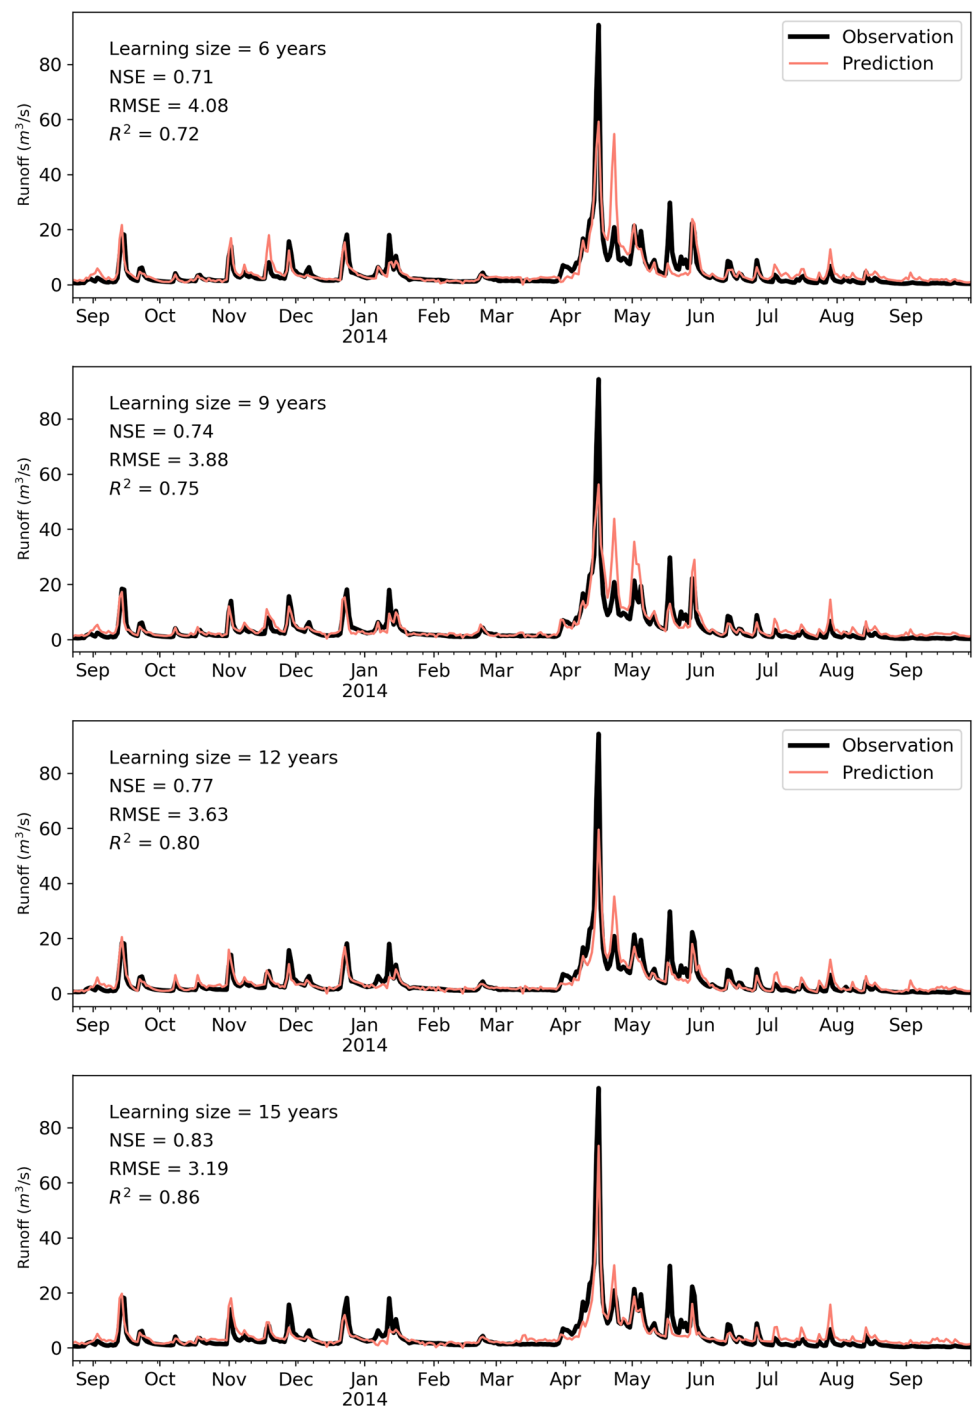 Learning size = 6 years
NSE = 0.71
RMSE = 4.08
R² = 0.72
Observation
Prediction
Runoff (m³/s)
80
60
40
20
0
Sep Oct Nov Dec Jan Feb Mar Apr May Jun Jul Aug Sep
2014
Learning size = 9 years
NSE = 0.74
RMSE = 3.88
R² = 0.75
Runoff (m³/s)
80
60
40
20
0
Sep Oct Nov Dec Jan Feb Mar Apr May Jun Jul Aug Sep
2014
Learning size = 12 years
NSE = 0.77
RMSE = 3.63
R² = 0.80
Observation
Prediction
Runoff (m³/s)
80
60
40
20
0
Sep Oct Nov Dec Jan Feb Mar Apr May Jun Jul Aug Sep
2014
Learning size = 15 years
NSE = 0.83
RMSE = 3.19
R² = 0.86
Runoff (m³/s)
80
60
40
20
0
Sep Oct Nov Dec Jan Feb Mar Apr May Jun Jul Aug Sep
2014